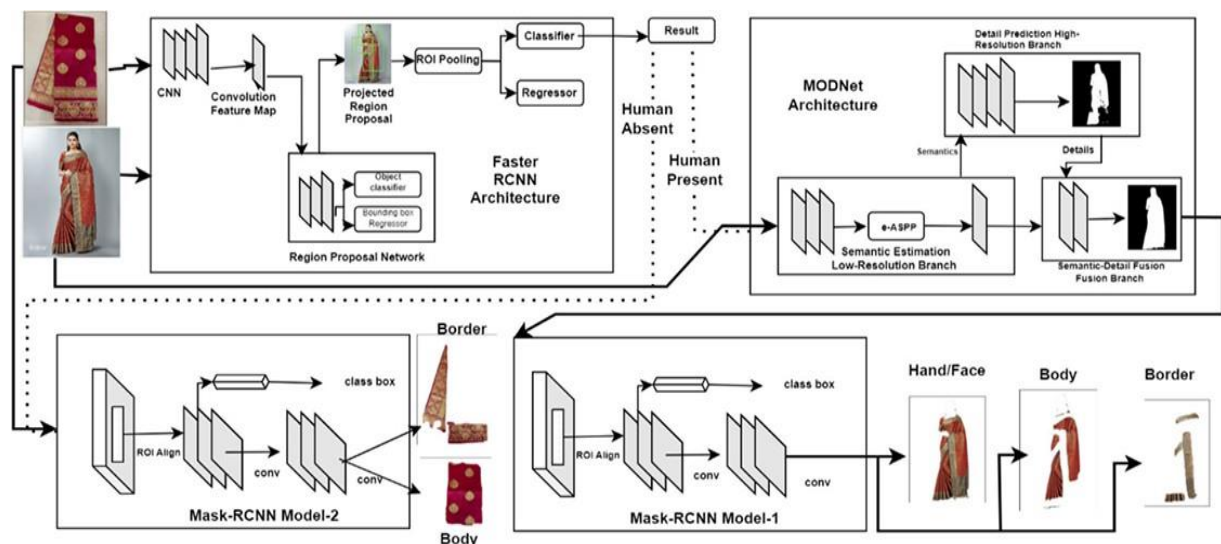 CNN
Convolution
Feature Map
Projected
Region
Proposal
ROI Pooling
Classifier
Regressor
Result
Faster
RCNN
Architecture
Object
classifier
Bounding box
Regressor
Region Proposal Network
Human
Absent
Human
Present
Detail Prediction High-
Resolution Branch
MODNet
Architecture
Semantics
Details
e-ASPP
Semantic Estimation
Low-Resolution Branch
Semantic-Detail Fusion
Fusion Branch
Border
class box
ROI Align
conv
conv
Mask-RCNN Model-2
Body
class box
ROI Align
conv
conv
Mask-RCNN Model-1
Hand/Face
Body
Border